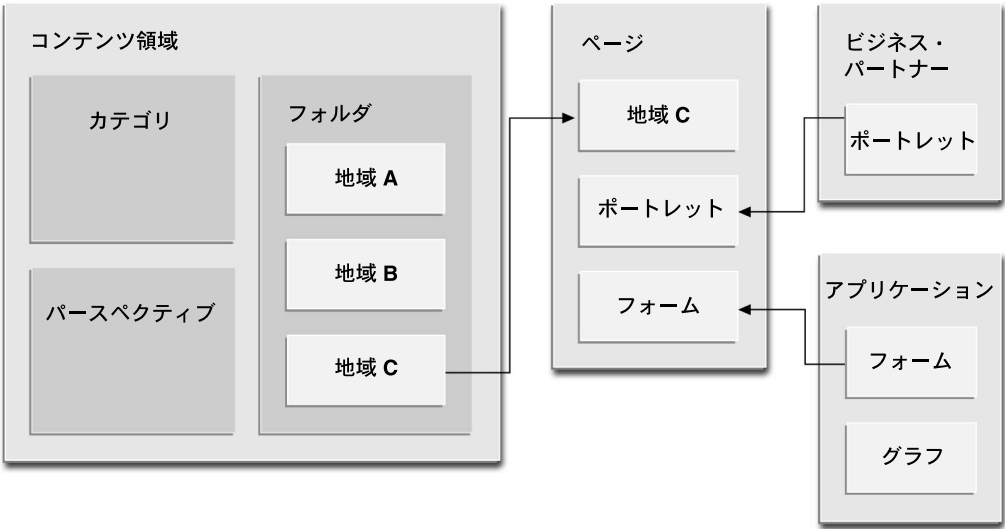 コンテンツ領域
カテゴリ
パースペクティブ
フォルダ
地域 A
地域 B
地域 C
ページ
地域 C
ポートレット
フォーム
ビジネス・
パートナー
ポートレット
アプリケーション
フォーム
グラフ